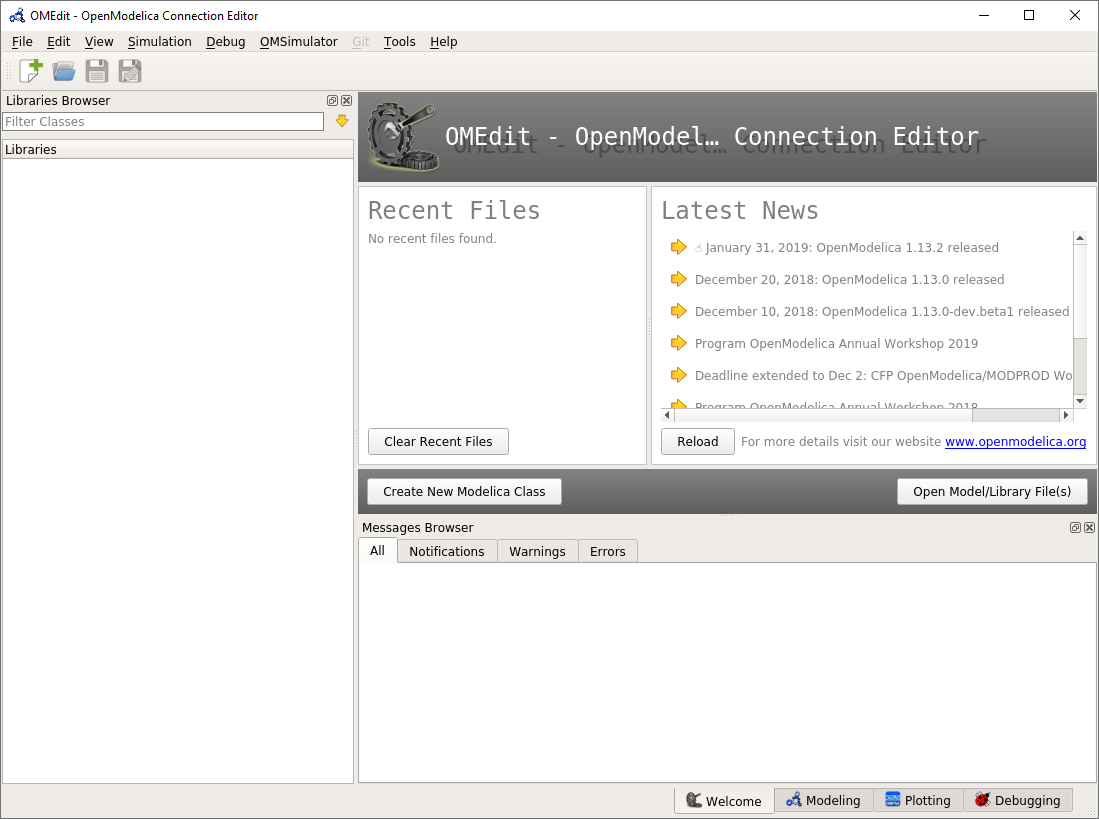 OMEdit - OpenModelica Connection Editor
File Edit View Simulation Debug OMSimulator Git Tools Help
Libraries Browser
Filter Classes
Libraries
OMEdit - OpenModel… Connection Editor
Recent Files
No recent files found.
Clear Recent Files
Latest News
January 31, 2019: OpenModelica 1.13.2 released
December 20, 2018: OpenModelica 1.13.0 released
December 10, 2018: OpenModelica 1.13.0-dev.beta1 released
Program OpenModelica Annual Workshop 2019
Deadline extended to Dec 2: CFP OpenModelica/MODPROD Wo
Program OpenModelica Annual Workshop 2018
Reload For more details visit our website www.openmodelica.org
Create New Modelica Class Open Model/Library File(s)
Messages Browser
All Notifications Warnings Errors
Welcome Modeling Plotting Debugging